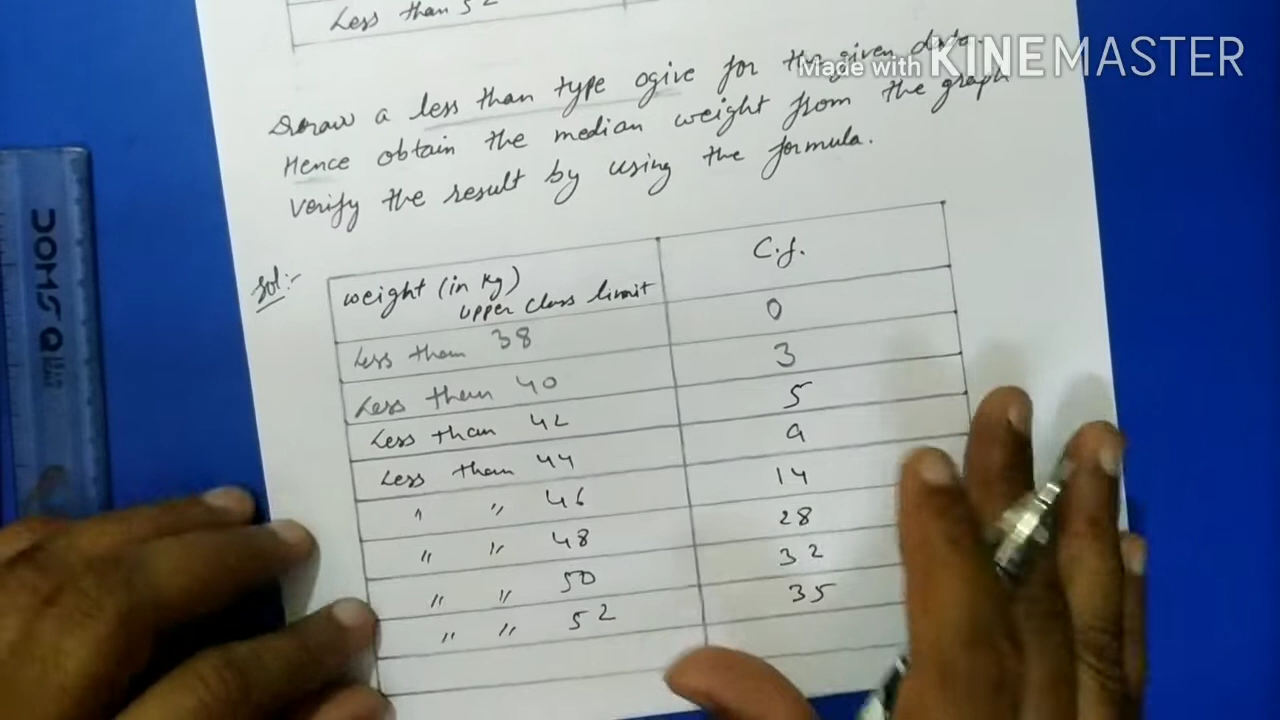 Less than 52
Made with KINEMASTER
Draw a less than type ogive for the given data.
Hence obtain the median weight from the graph
Verify the result by using the formula.
Sol:-
weight (in kg) C.f.
upper class limit
Less than 38 0
Less than 40 3
Less than 42 5
Less than 44 9
" " 46 14
" " 48 28
" " 50 32
" " 52 35
DOMS